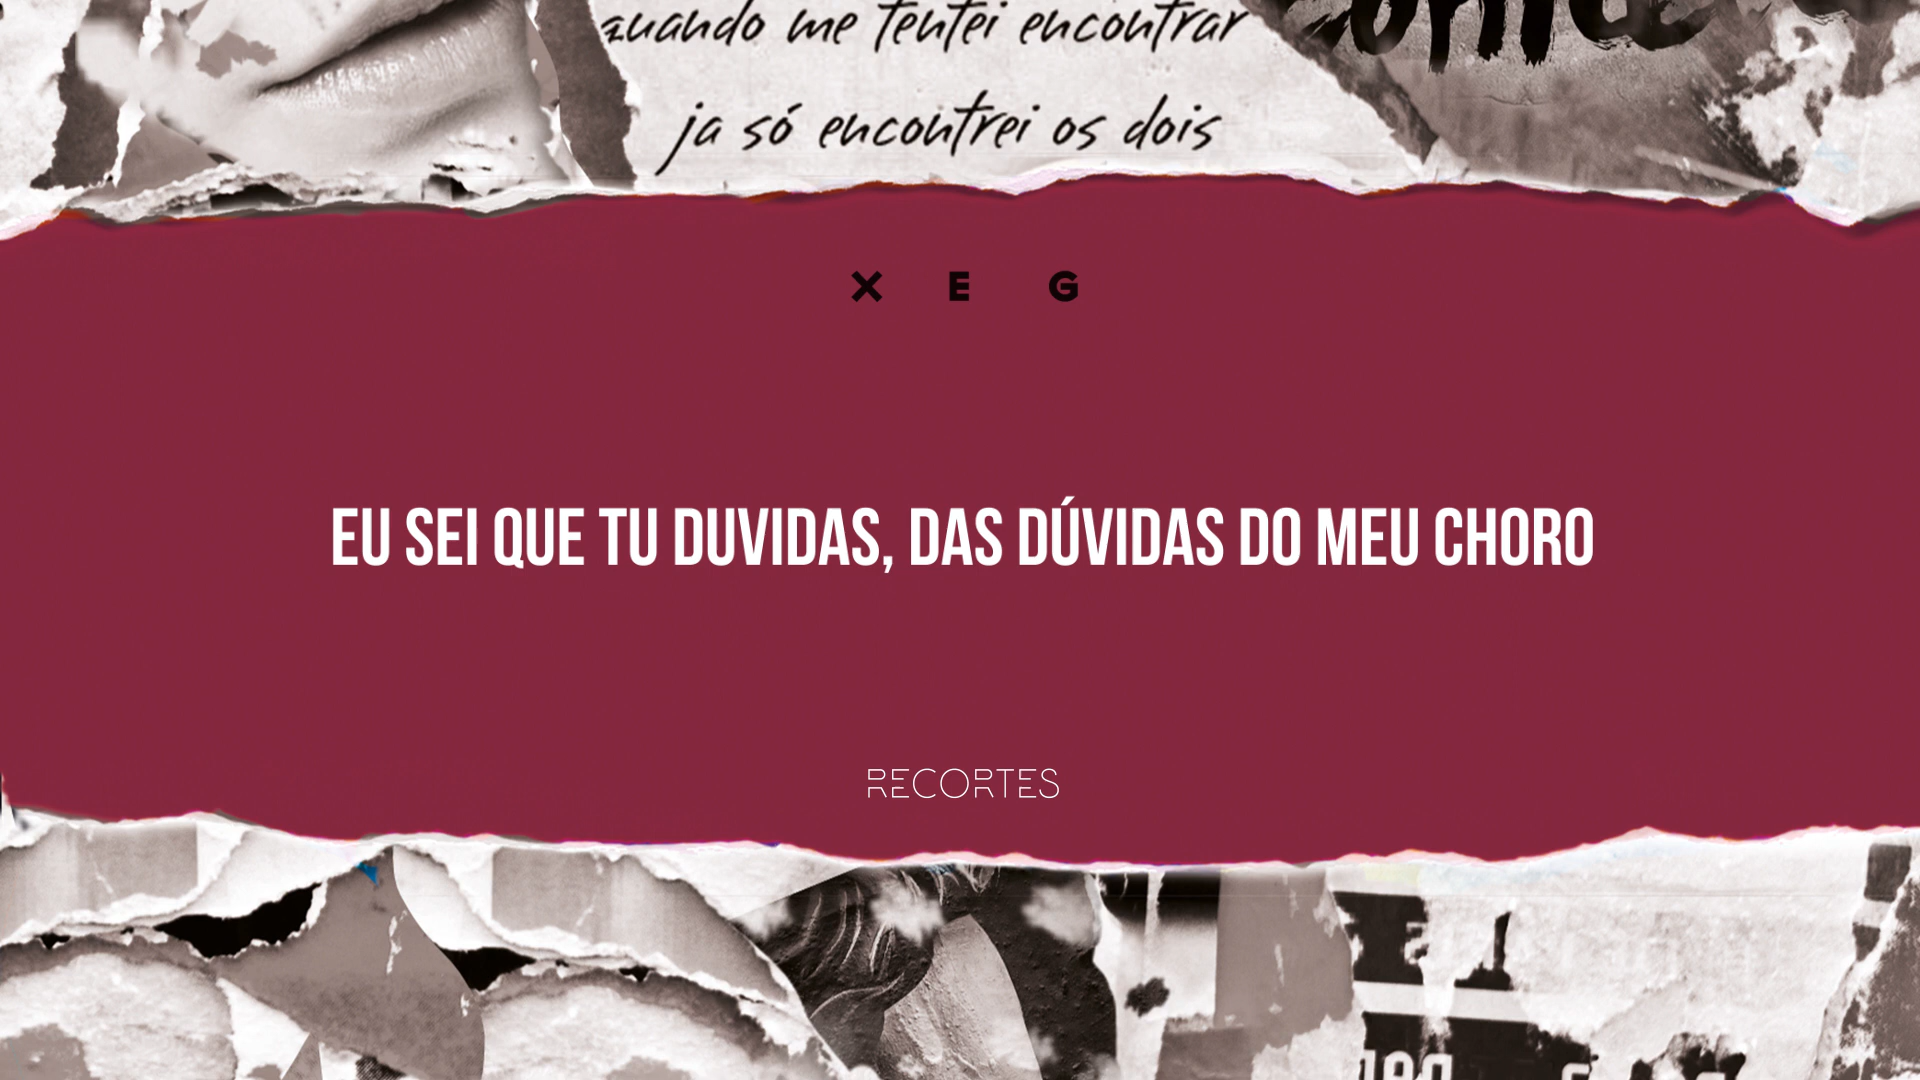 quando me tentei encontrar
ja só encontrei os dois
X E G
EU SEI QUE TU DUVIDAS, DAS DÚVIDAS DO MEU CHORO
RECORTES